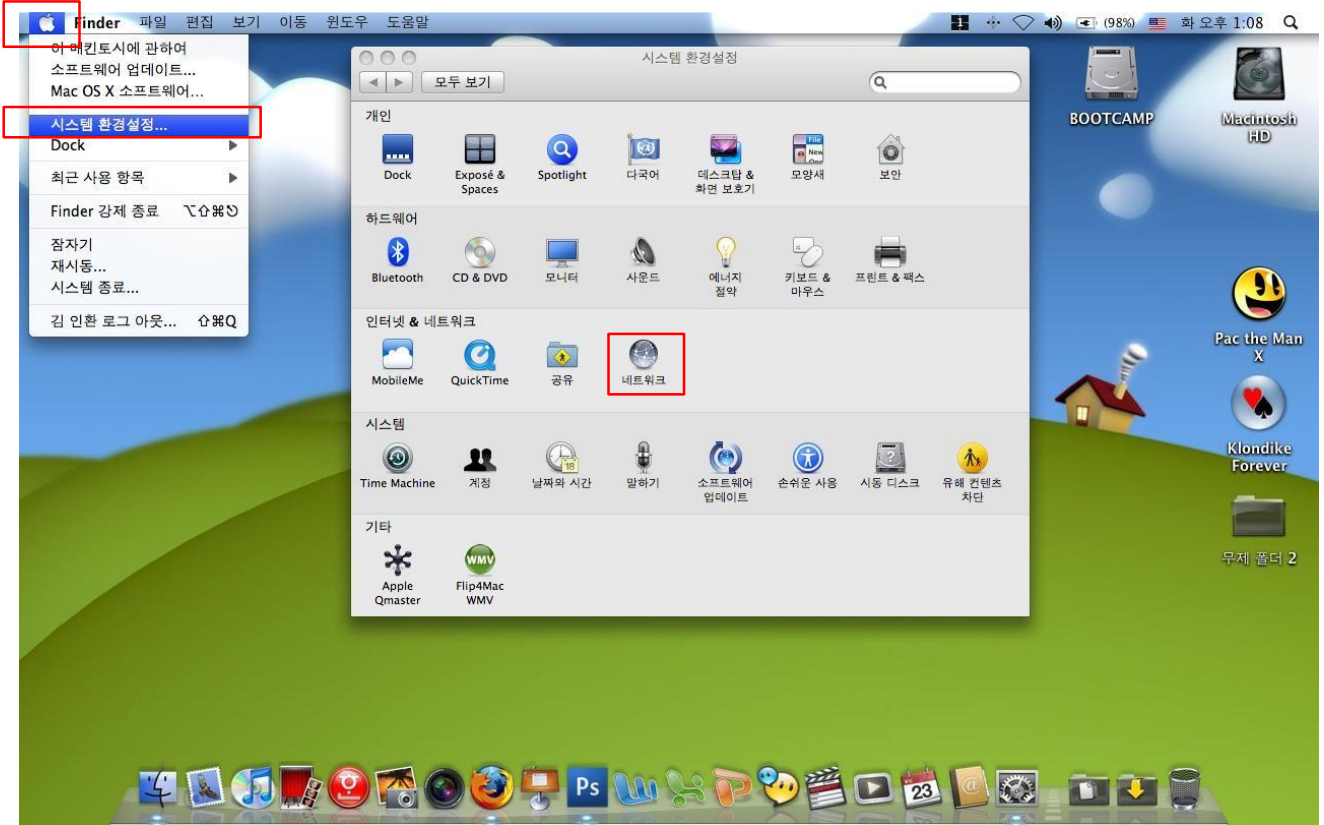 Finder 파일 편집 보기 이동 윈도우 도움말
1 (98%) 화 오후 1:08
이 매킨토시에 관하여
소프트웨어 업데이트...
Mac OS X 소프트웨어...
시스템 환경설정...
Dock
최근 사용 항목
Finder 강제 종료 ⌥⇧⌘⎋
잠자기
재시동...
시스템 종료...
김 인환 로그 아웃... ⇧⌘Q
시스템 환경설정
모두 보기
개인
Dock
Exposé &
Spaces
Spotlight
다국어
데스크탑 &
화면 보호기
File
New
모양새
보안
하드웨어
Bluetooth
CD & DVD
모니터
사운드
에너지
절약
키보드 &
마우스
프린트 & 팩스
인터넷 & 네트워크
MobileMe
QuickTime
공유
네트워크
시스템
Time Machine
계정
18
날짜와 시간
말하기
소프트웨어
업데이트
손쉬운 사용
?
시동 디스크
유해 컨텐츠
차단
기타
Apple
Qmaster
WMV
Flip4Mac
WMV
BOOTCAMP
Macintosh
HD
Pac the Man
X
Klondike
Forever
무제 폴더 2
Ps
23